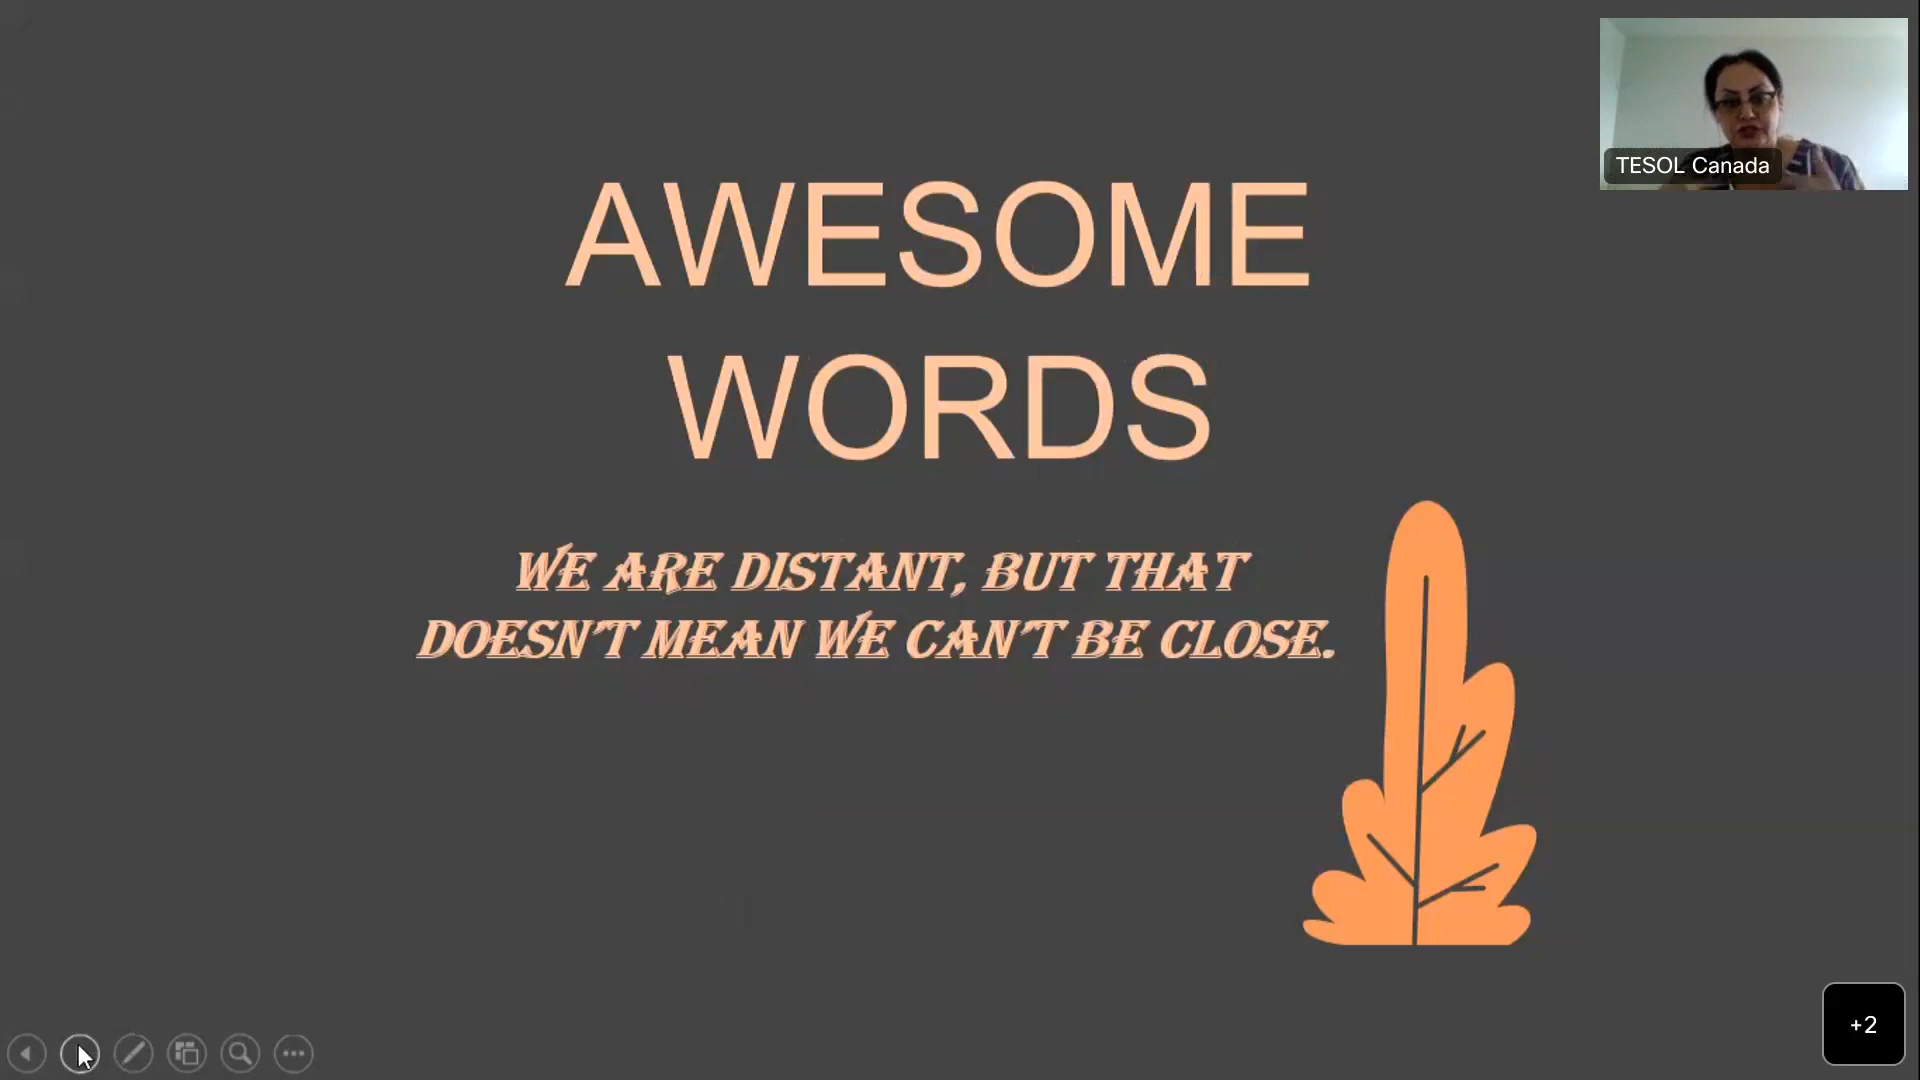 TESOL Canada
AWESOME
WORDS
WE ARE DISTANT, BUT THAT
DOESN'T MEAN WE CAN'T BE CLOSE.
+2